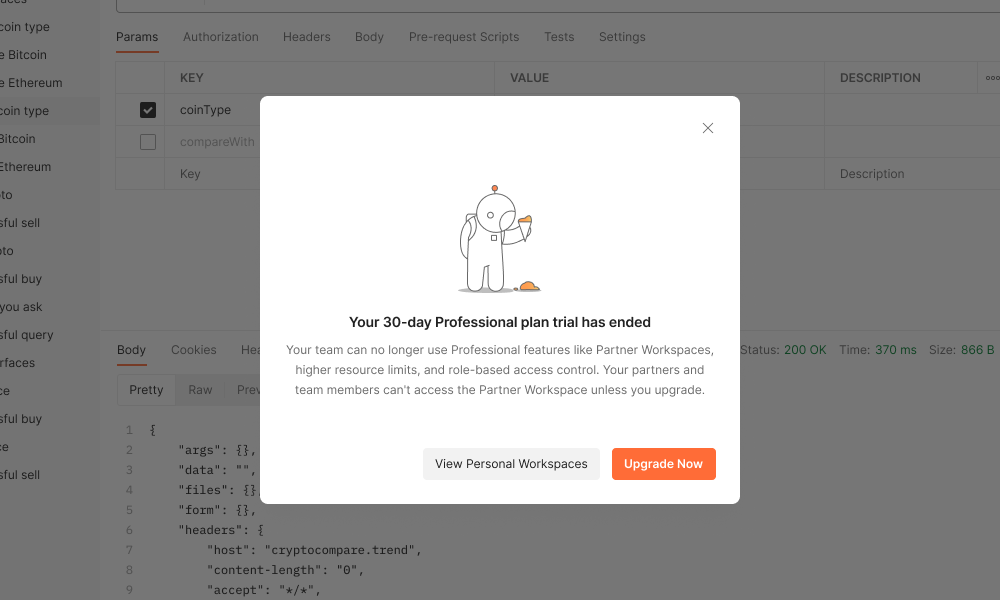 coin type
e Bitcoin
e Ethereum
coin type
Bitcoin
Ethereum
to
sful sell
to
sful buy
you ask
sful query
rfaces
ce
sful buy
ce
sful sell
Params Authorization Headers Body Pre-request Scripts Tests Settings
KEY VALUE DESCRIPTION
coinType
compareWith
Key Description
Your 30-day Professional plan trial has ended
Your team can no longer use Professional features like Partner Workspaces,
higher resource limits, and role-based access control. Your partners and
team members can't access the Partner Workspace unless you upgrade.
View Personal Workspaces Upgrade Now
Body Cookies Hea Status: 200 OK Time: 370 ms Size: 866 B
Pretty Raw Prev
1 {
2 "args": {},
3 "data": "",
4 "files": {},
5 "form": {},
6 "headers": {
7 "host": "cryptocompare.trend",
8 "content-length": "0",
9 "accept": "*/*",